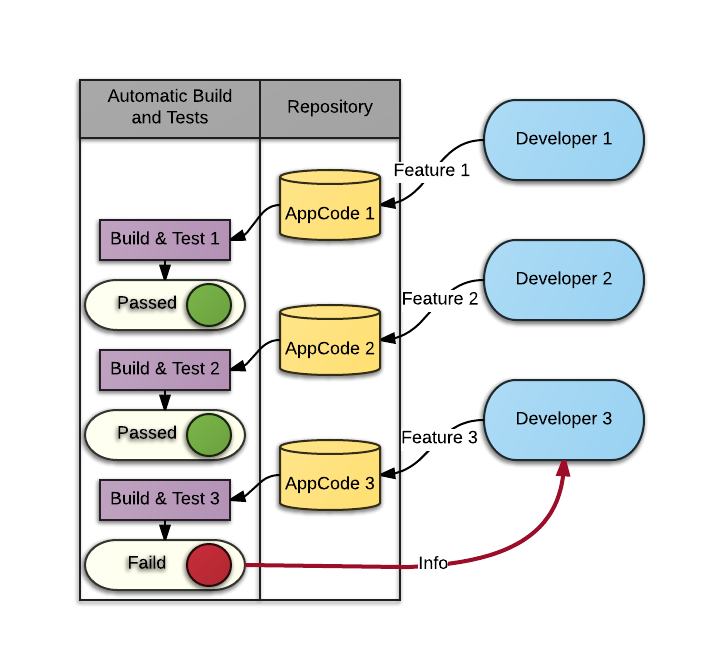 Automatic Build
and Tests
Repository
Developer 1
Feature 1
AppCode 1
Build & Test 1
Passed
Developer 2
Feature 2
AppCode 2
Build & Test 2
Passed
Developer 3
Feature 3
AppCode 3
Build & Test 3
Faild
Info